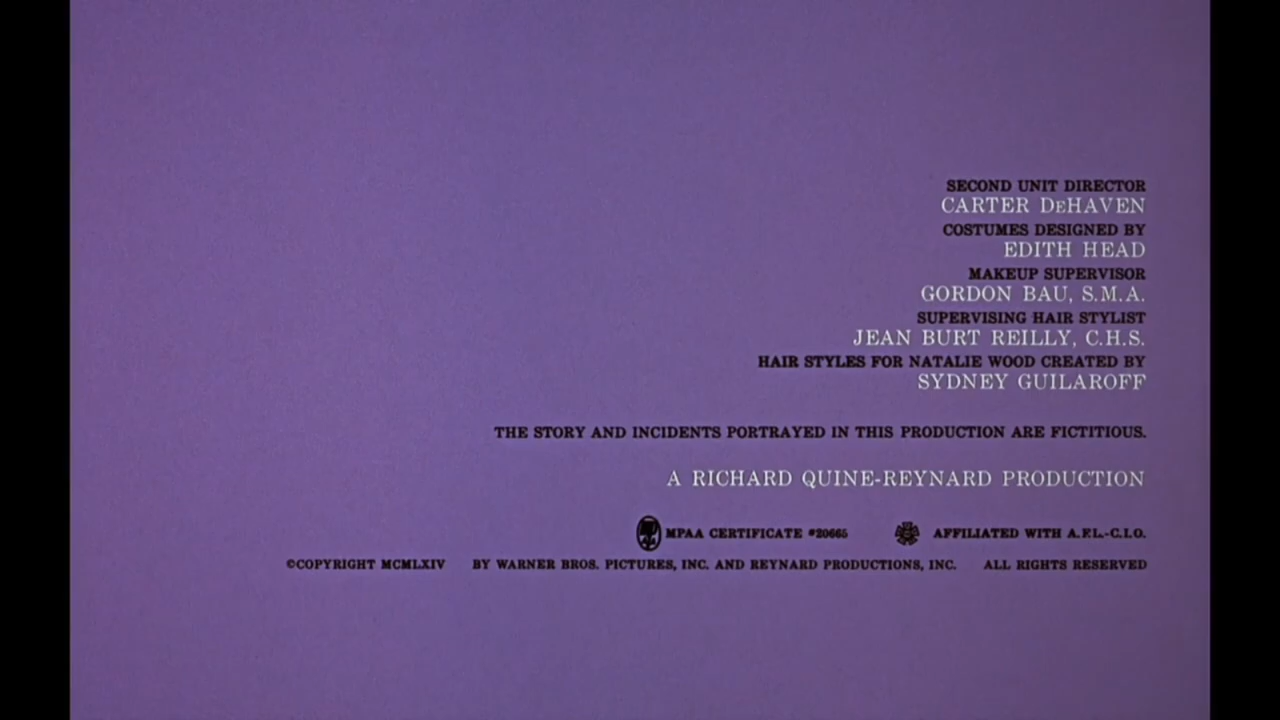 SECOND UNIT DIRECTOR
CARTER DeHAVEN
COSTUMES DESIGNED BY
EDITH HEAD
MAKEUP SUPERVISOR
GORDON BAU, S.M.A.
SUPERVISING HAIR STYLIST
JEAN BURT REILLY, C.H.S.
HAIR STYLES FOR NATALIE WOOD CREATED BY
SYDNEY GUILAROFF
THE STORY AND INCIDENTS PORTRAYED IN THIS PRODUCTION ARE FICTITIOUS.
A RICHARD QUINE-REYNARD PRODUCTION
MPAA CERTIFICATE #20665 AFFILIATED WITH A.F.L.-C.I.O.
©COPYRIGHT MCMLXIV BY WARNER BROS. PICTURES, INC. AND REYNARD PRODUCTIONS, INC. ALL RIGHTS RESERVED